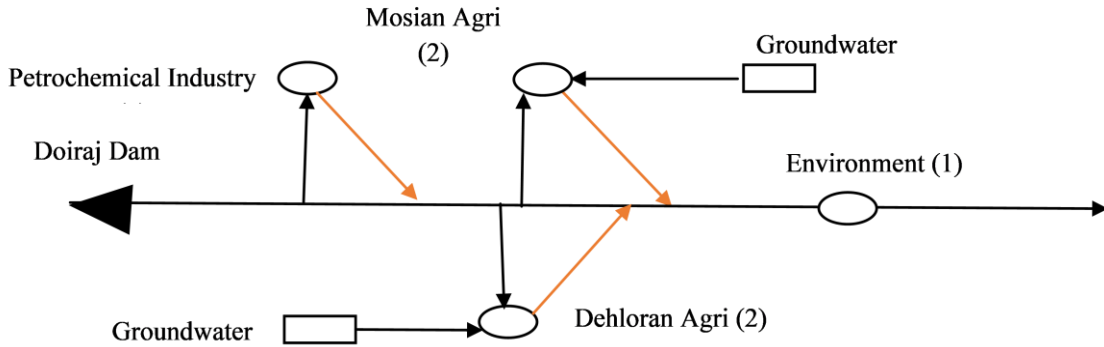 Mosian Agri
(2)
Groundwater
Petrochemical Industry
Doiraj Dam
Environment (1)
Groundwater
Dehloran Agri (2)